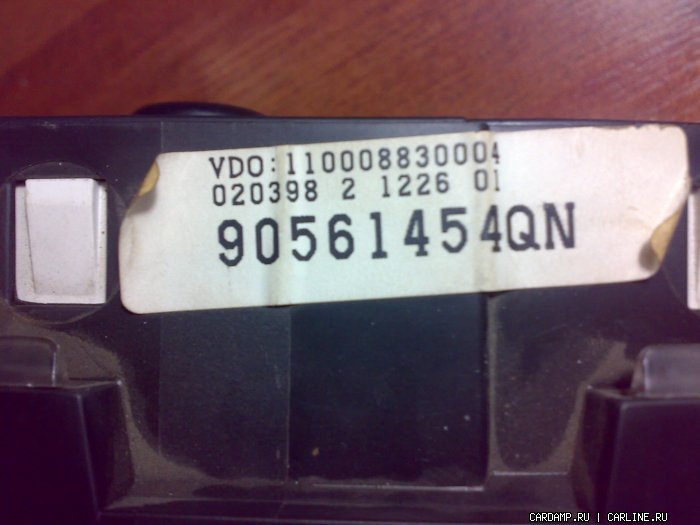 VDO:110008830004
020398 2 1226 01
90561454QN
CARDAMP.RU | CARLINE.RU